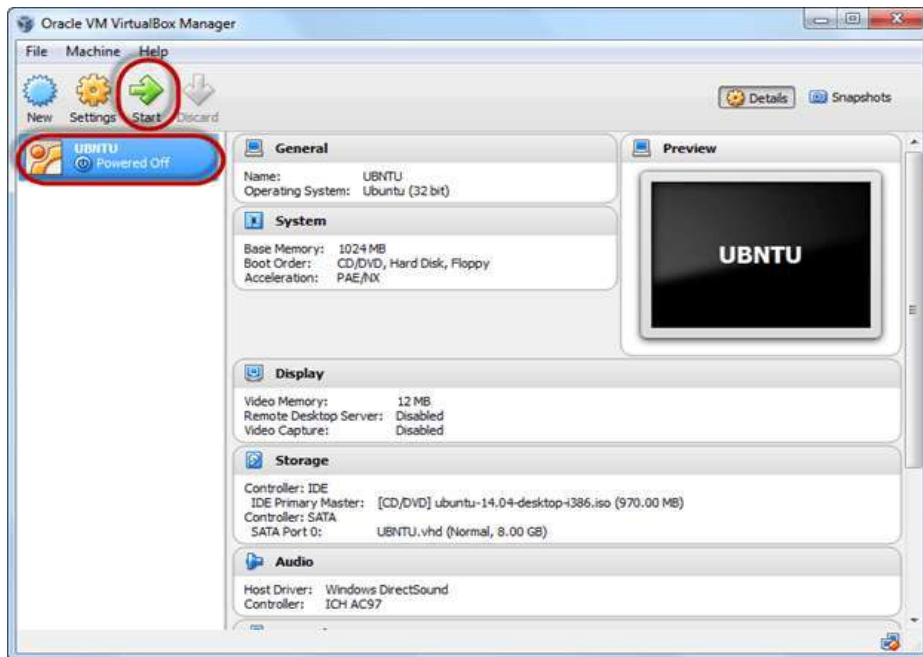 Oracle VM VirtualBox Manager
File Machine Help
New Settings Start Discard
Details Snapshots
UBNTU
Powered Off
General
Name: UBNTU
Operating System: Ubuntu (32 bit)
System
Base Memory: 1024 MB
Boot Order: CD/DVD, Hard Disk, Floppy
Acceleration: PAE/NX
Preview
UBNTU
Display
Video Memory: 12 MB
Remote Desktop Server: Disabled
Video Capture: Disabled
Storage
Controller: IDE
IDE Primary Master: [CD/DVD] ubuntu-14.04-desktop-i386.iso (970.00 MB)
Controller: SATA
SATA Port 0: UBNTU.vhd (Normal, 8.00 GB)
Audio
Host Driver: Windows DirectSound
Controller: ICH AC97